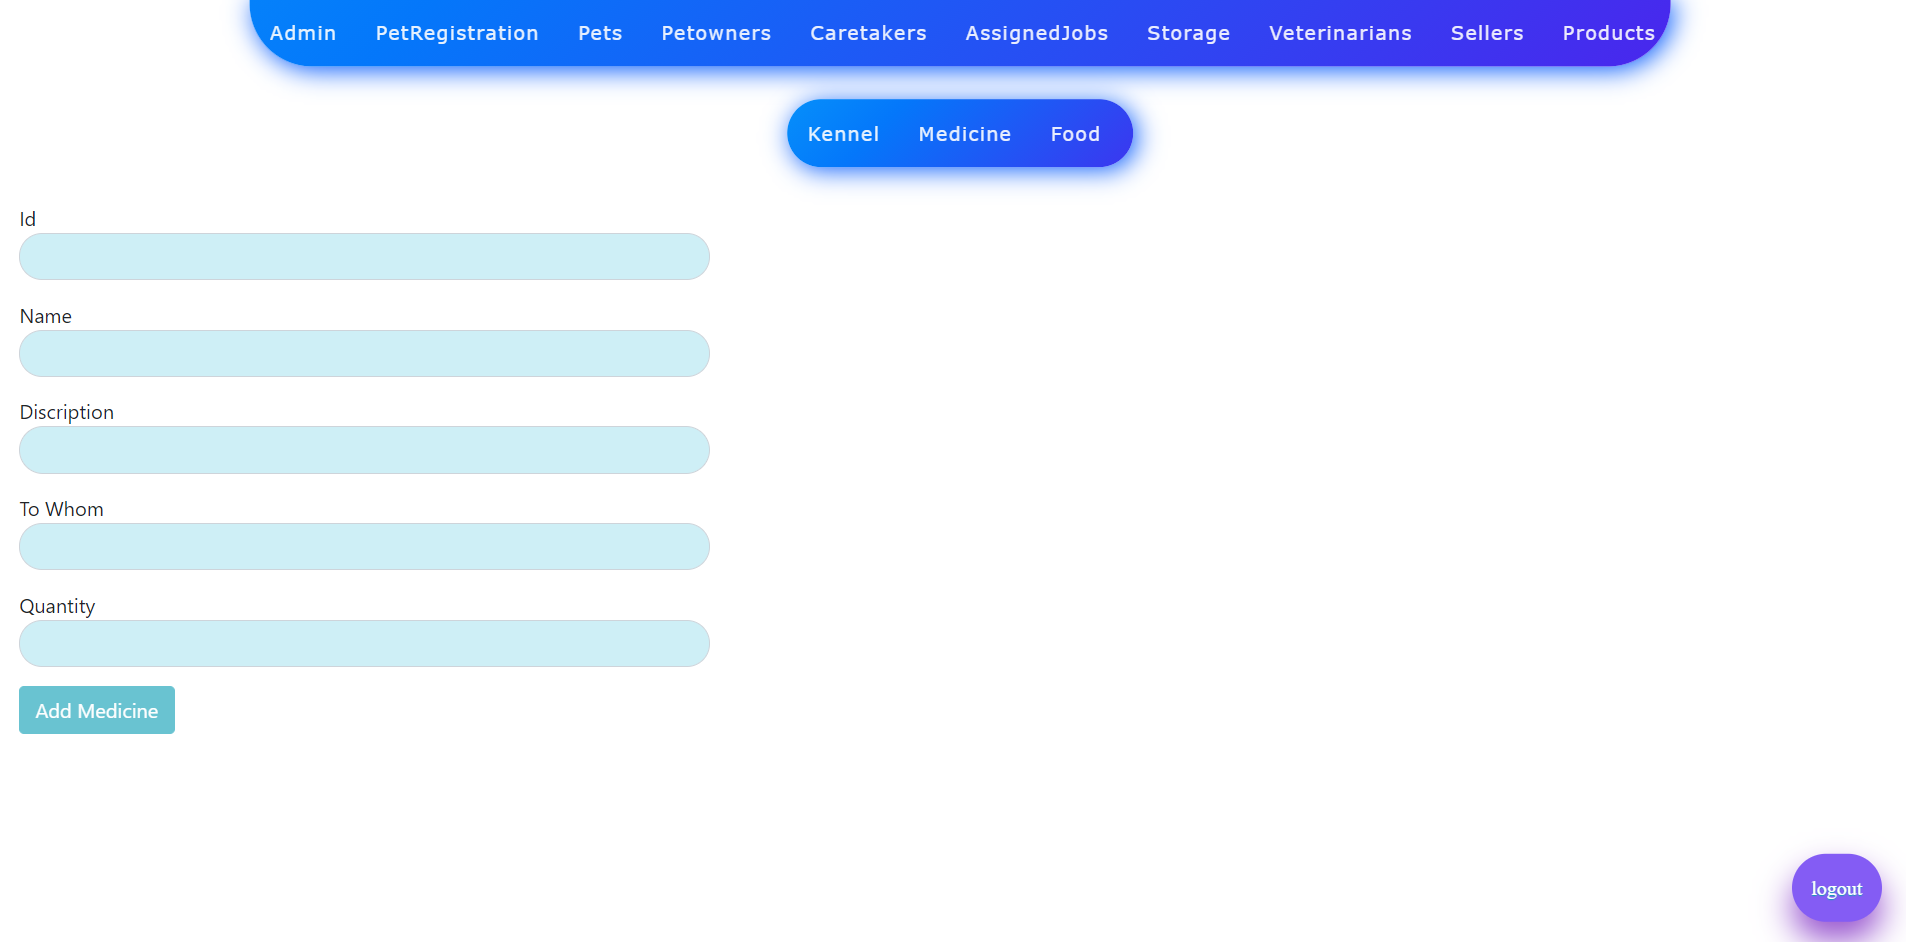 Admin PetRegistration Pets Petowners Caretakers AssignedJobs Storage Veterinarians Sellers Products
Kennel Medicine Food
Id
Name
Discription
To Whom
Quantity
Add Medicine
logout